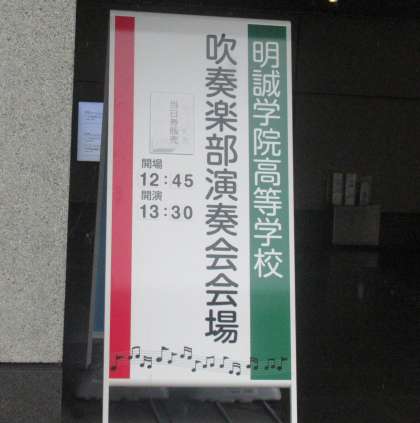 明誠学院高等学校
吹奏楽部演奏会会場
当日券販売
開場
12:45
開演
13:30